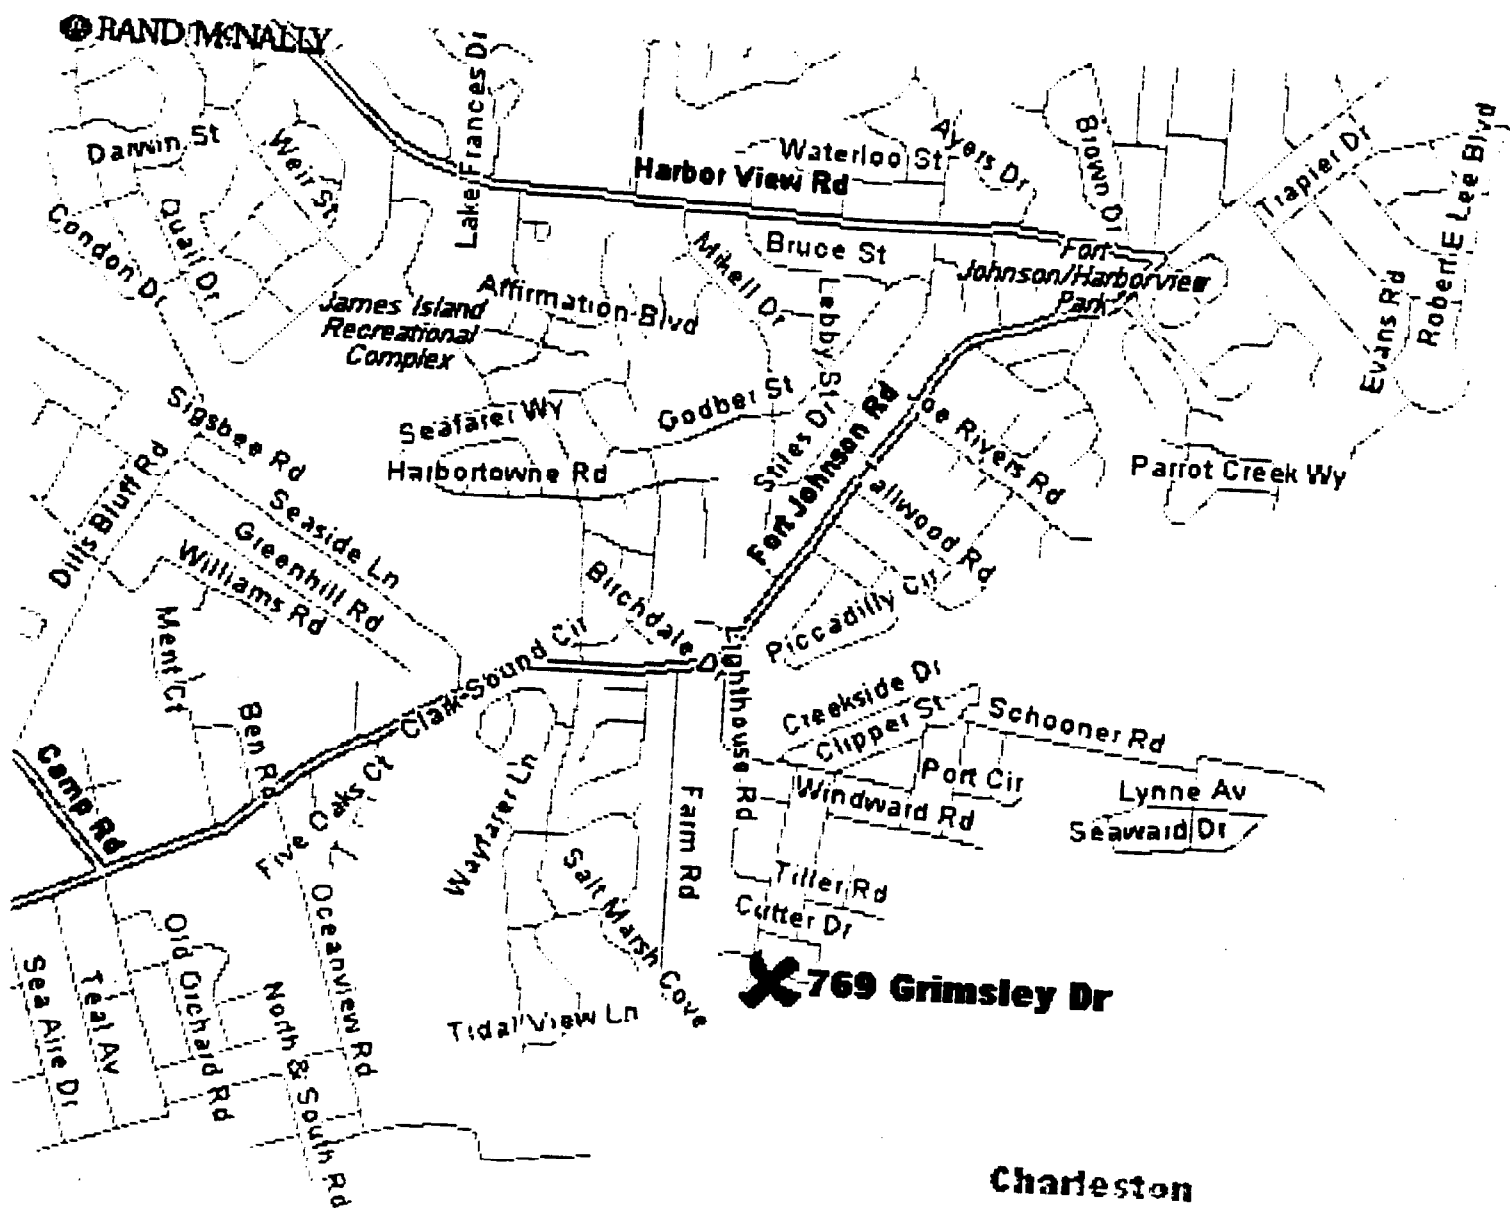 RAND McNALLY
Lake Frances Dr
Darwin St
Weir St
Quail Dr
Condon Dr
Harbor View Rd
Waterloo St
Ayers Dr
Brown Dr
Trapier Dr
Robert E Lee Blvd
Evans Rd
Bruce St
Mikell Dr
Fort
Johnson/Harborview
Park
Affirmation Blvd
James Island
Recreational
Complex
Lebby St
Stiles Dr
Godber St
Seafarer Wy
Harbortowne Rd
Fort Johnson Rd
Joe Rivers Rd
Parrot Creek Wy
allwood Rd
Piccadilly Cir
Sigsbee Rd
Dills Bluff Rd
Seaside Ln
Greenhill Rd
Williams Rd
Birchdale Dr
Clark Sound Cir
Lighthouse Rd
Ment Ct
Ben Rd
Camp Rd
Five Oaks Ct
Wayfarer Ln
Farm Rd
Creekside Dr
Clipper St
Schooner Rd
Port Cir
Windward Rd
Lynne Av
Seaward Dr
Tiller Rd
Cutter Dr
Salt Marsh Cove
Tidal View Ln
Oceanview Rd
Old Orchard Rd
North & South Rd
Teal Av
Sea Aire Dr
769 Grimsley Dr
Charleston